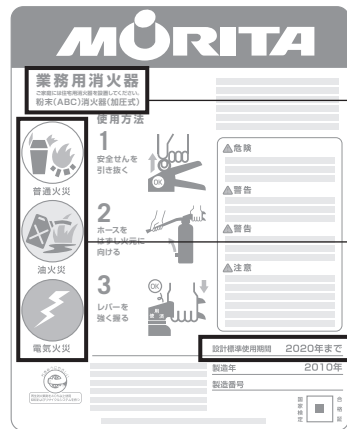 MORITA
業務用消火器
ご家庭には住宅用消火器を設置してください。
粉末(ABC)消火器(加圧式)
使用方法
1
安全せんを
引き抜く
OK
普通火災
2
ホースを
はずし火元に
向ける
油火災
3
レバーを
強く握る
OK
電気火災
危険
警告
警告
注意
設計標準使用期間 2020年まで
製造年 2010年
製造番号
国家検定
合格証